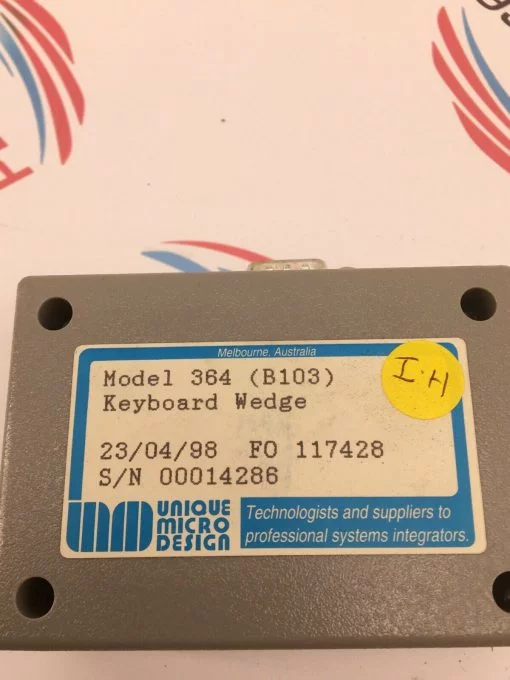 Melbourne, Australia
Model 364 (B103)
Keyboard Wedge
I.H
23/04/98 FO 117428
S/N 00014286
UMD
UNIQUE
MICRO
DESIGN
Technologists and suppliers to
professional systems integrators.